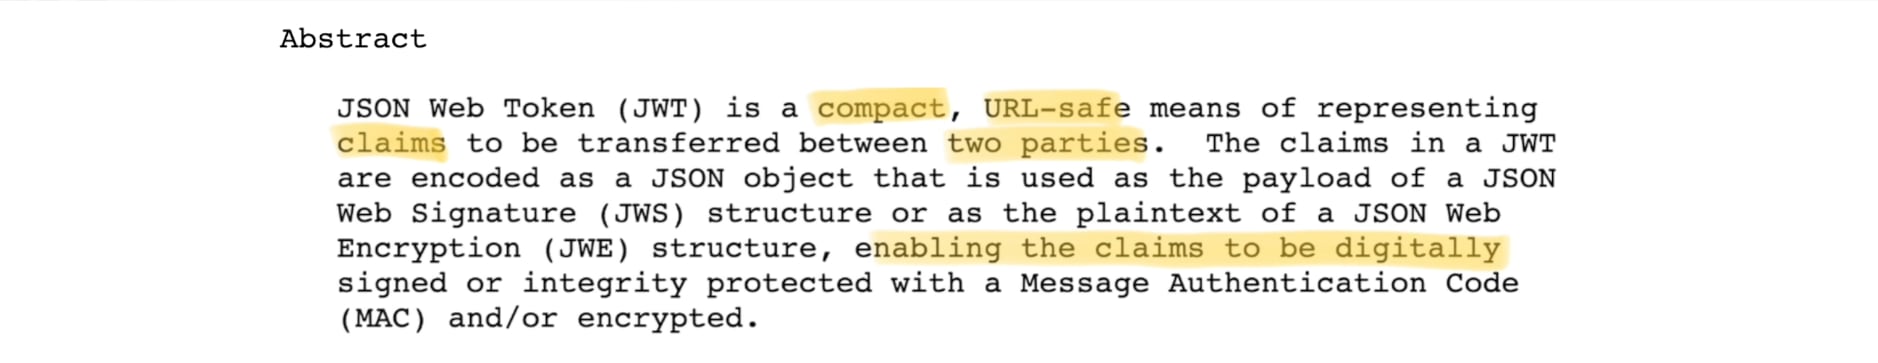 Abstract
JSON Web Token (JWT) is a compact, URL-safe means of representing
claims to be transferred between two parties.  The claims in a JWT
are encoded as a JSON object that is used as the payload of a JSON
Web Signature (JWS) structure or as the plaintext of a JSON Web
Encryption (JWE) structure, enabling the claims to be digitally
signed or integrity protected with a Message Authentication Code
(MAC) and/or encrypted.